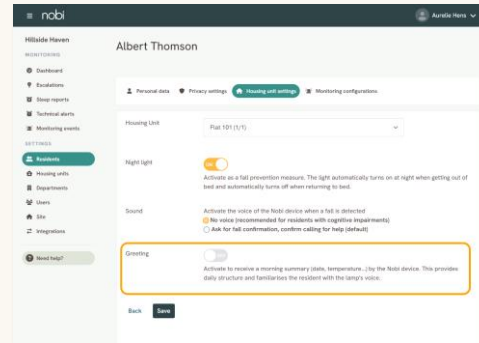 nobi
Aurelie Hens
Hillside Haven
MONITORING
Dashboard
Escalations
Sleep reports
Technical alerts
Monitoring events
SETTINGS
Residents
Housing units
Departments
Users
Site
Integrations
Need help?
Albert Thomson
Personal data Privacy settings Housing unit settings Monitoring configurations
Housing Unit
Flat 101 (1/1)
Night light
Activate as a fall prevention measure. The light automatically turns on at night when getting out of
bed and automatically turns off when returning to bed.
Sound
Activate the voice of the Nobi device when a fall is detected
No voice (recommended for residents with cognitive impairments)
Ask for fall confirmation, confirm calling for help (default)
Greeting
Activate to receive a morning summary (date, temperature...) by the Nobi device. This provides
daily structure and familiarises the resident with the lamp's voice.
Back Save